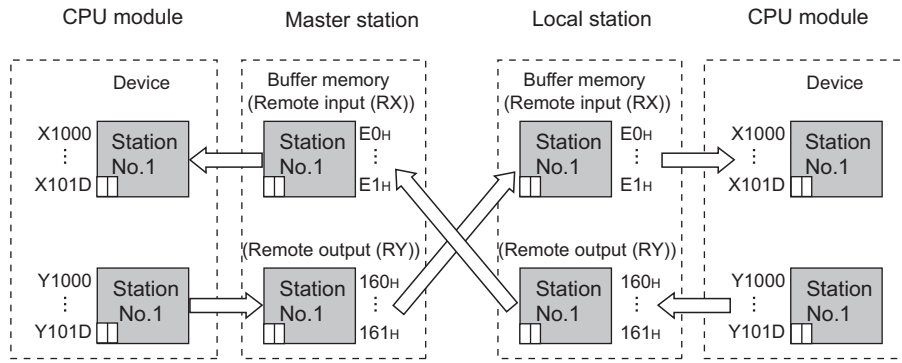 CPU module
Master station
Local station
CPU module
Device
Buffer memory
(Remote input (RX))
Buffer memory
(Remote input (RX))
Device
X1000
⋮
X101D
Station
No.1
Station
No.1
E0H
⋮
E1H
Station
No.1
E0H
⋮
E1H
X1000
⋮
X101D
Station
No.1
(Remote output (RY))
(Remote output (RY))
Y1000
⋮
Y101D
Station
No.1
Station
No.1
160H
⋮
161H
Station
No.1
160H
⋮
161H
Y1000
⋮
Y101D
Station
No.1